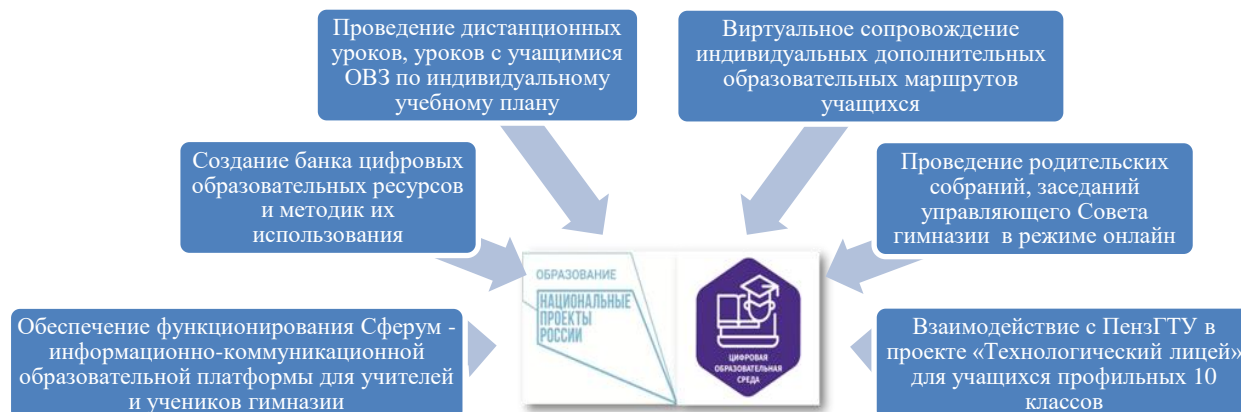 Проведение дистанционных
уроков, уроков с учащимися
ОВЗ по индивидуальному
учебному плану
Виртуальное сопровождение
индивидуальных дополнительных
образовательных маршрутов
учащихся
Создание банка цифровых
образовательных ресурсов
и методик их
использования
Проведение родительских
собраний, заседаний
управляющего Совета
гимназии в режиме онлайн
ОБРАЗОВАНИЕ
НАЦИОНАЛЬНЫЕ
ПРОЕКТЫ
РОССИИ
ЦИФРОВАЯ
ОБРАЗОВАТЕЛЬНАЯ
СРЕДА
Обеспечение функционирования Сферум -
информационно-коммуникационной
образовательной платформы для учителей
и учеников гимназии
Взаимодействие с ПензГТУ в
проекте «Технологический лицей»
для учащихся профильных 10
классов